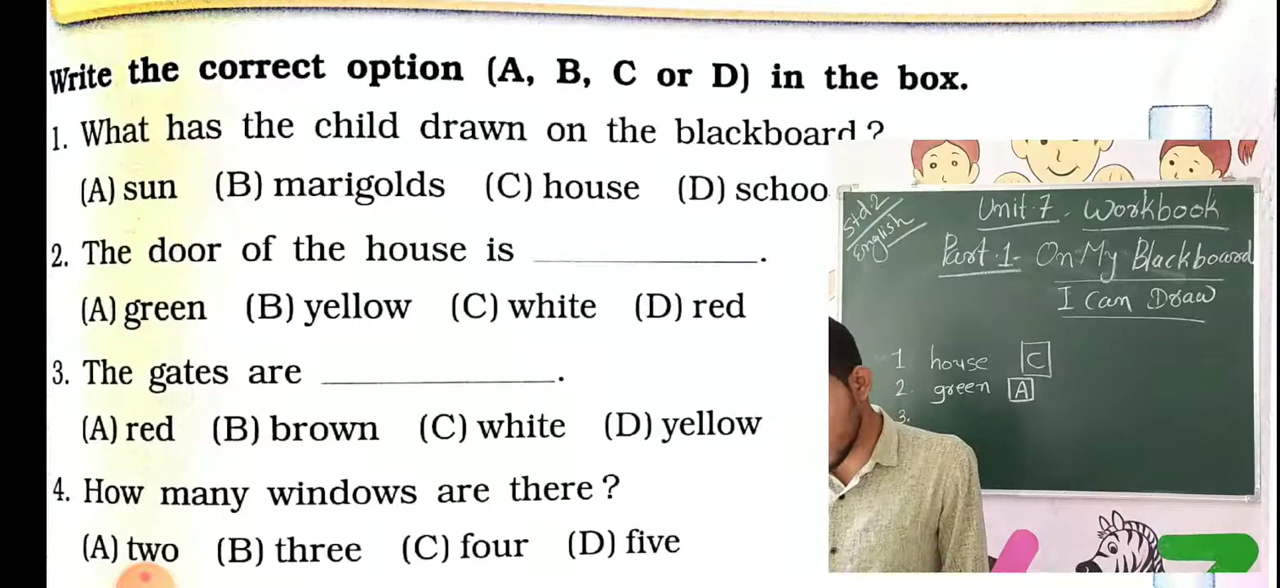 Write the correct option (A, B, C or D) in the box.
1. What has the child drawn on the blackboard ?
(A) sun (B) marigolds (C) house (D) schoo
2. The door of the house is ____________.
(A) green (B) yellow (C) white (D) red
3. The gates are ____________.
(A) red (B) brown (C) white (D) yellow
4. How many windows are there ?
(A) two (B) three (C) four (D) five
Std 2
English
Unit. 7. Workbook
Part. 1- On My Blackboard
I Can Draw
1 house C
2. green A
3.